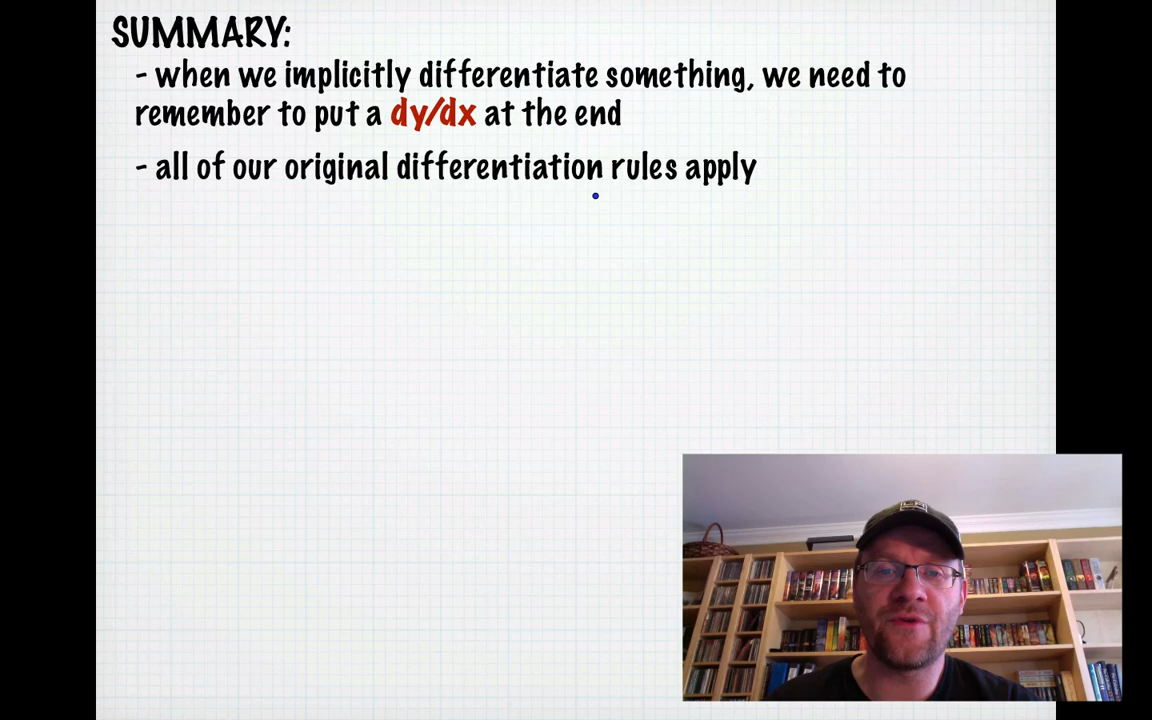 SUMMARY:
- when we implicitly differentiate something, we need to
remember to put a dy/dx at the end
- all of our original differentiation rules apply